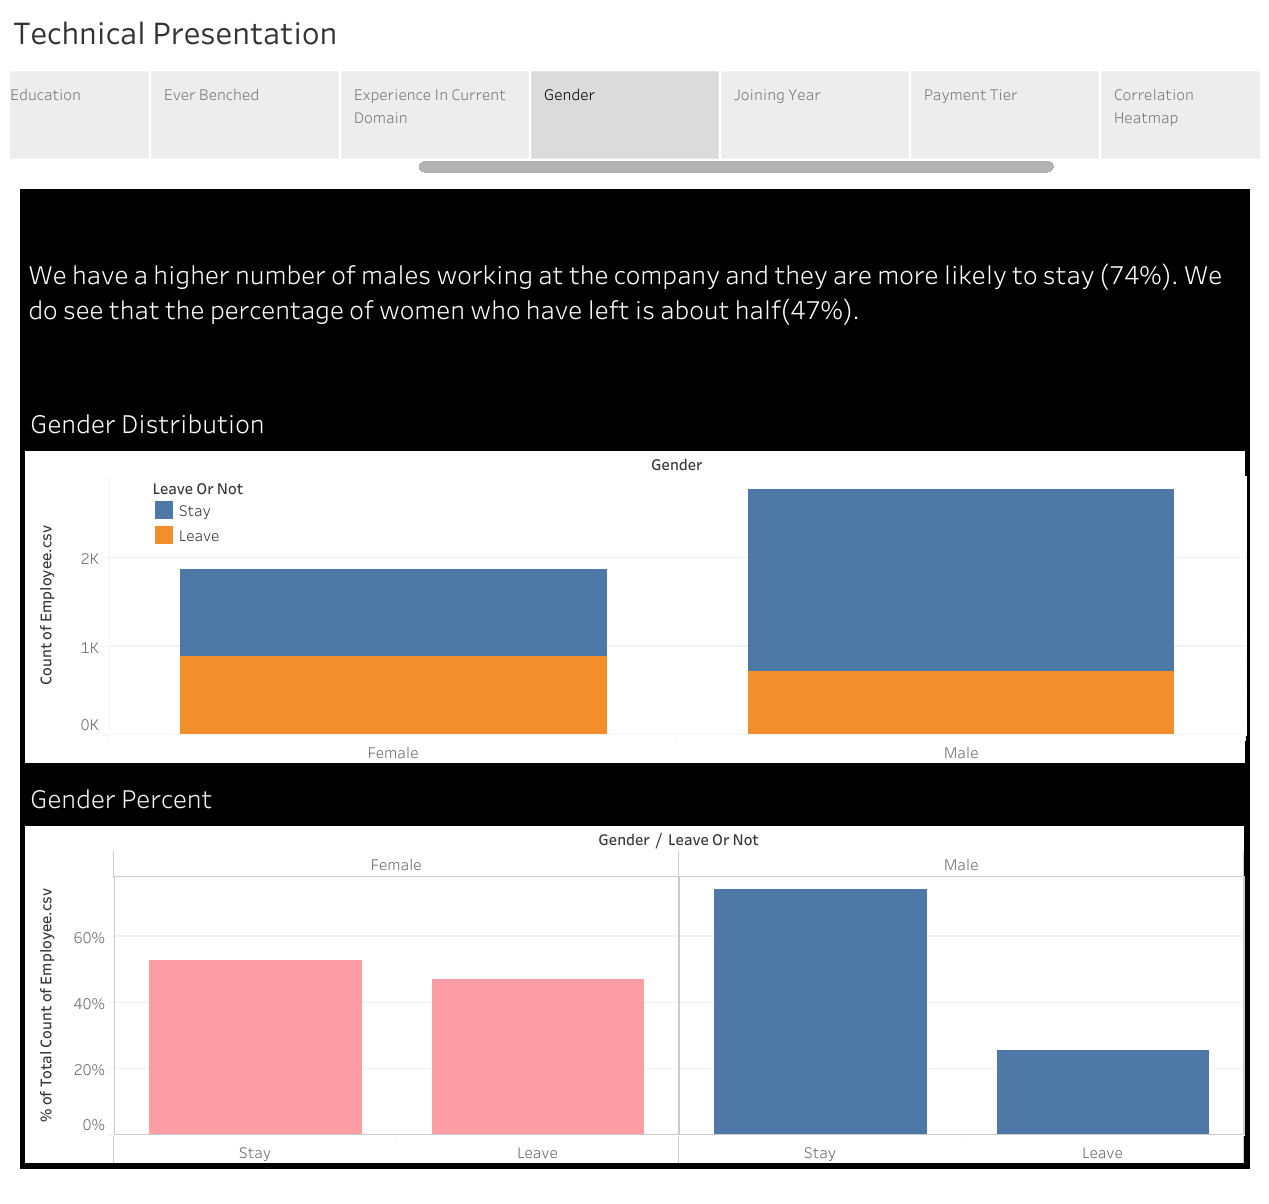 Technical Presentation
Education
Ever Benched
Experience In Current
Domain
Gender
Joining Year
Payment Tier
Correlation
Heatmap
We have a higher number of males working at the company and they are more likely to stay (74%). We
do see that the percentage of women who have left is about half(47%).
Gender Distribution
Gender
Leave Or Not
Stay
Leave
Count of Employee.csv
2K
1K
0K
Female
Male
Gender Percent
Gender / Leave Or Not
Female
Male
% of Total Count of Employee.csv
60%
40%
20%
0%
Stay
Leave
Stay
Leave